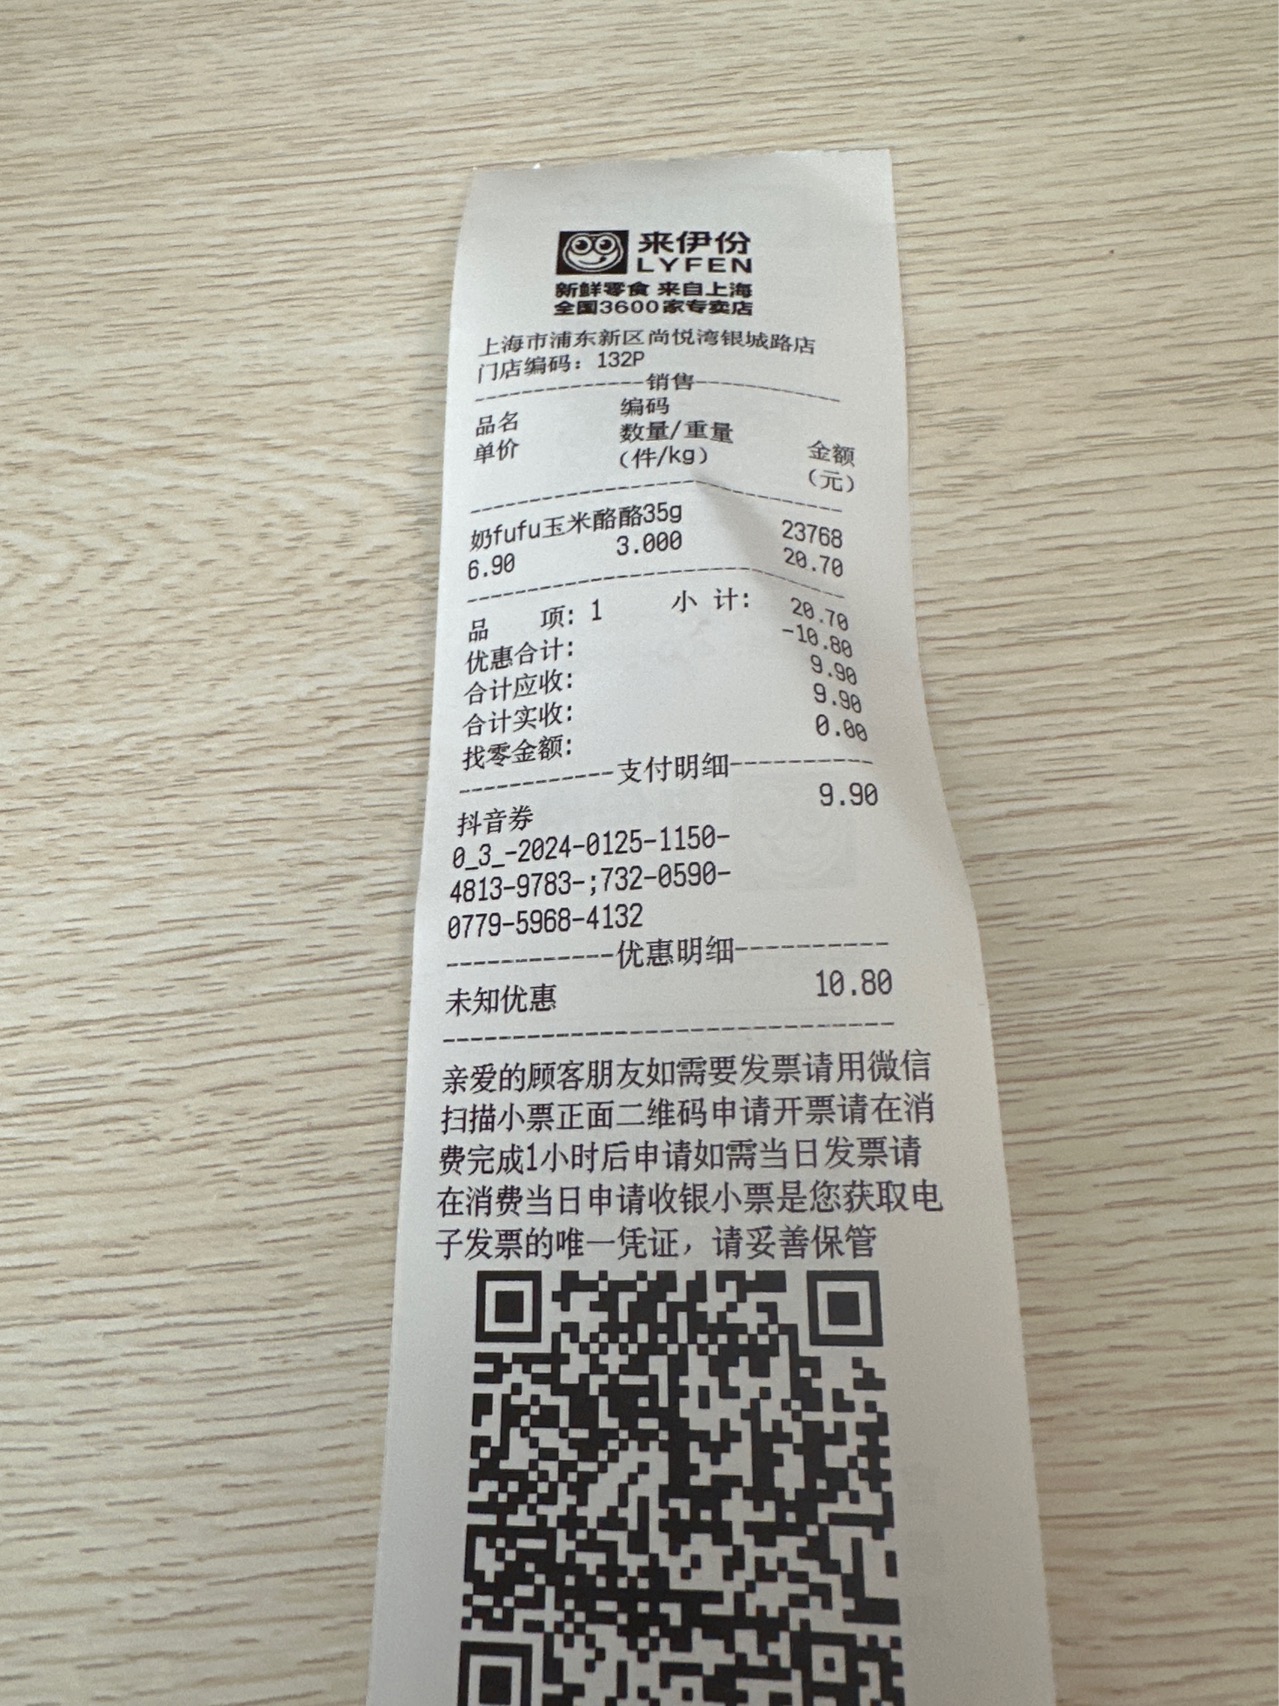 来伊份
LYFEN
新鲜零食 来自上海
全国3600家专卖店
上海市浦东新区尚悦湾银城路店
门店编码：132P
------------销售------------
品名 编码
单价 数量/重量 金额
(件/kg) (元)
奶fufu玉米酪酪35g 23768
6.90 3.000 20.70
品 项: 1 小 计: 20.70
优惠合计: -10.80
合计应收: 9.90
合计实收: 9.90
找零金额: 0.00
-----------支付明细-----------
抖音券 9.90
0_3_-2024-0125-1150-
4813-9783-;732-0590-
0779-5968-4132
-----------优惠明细-----------
未知优惠 10.80
亲爱的顾客朋友如需要发票请用微信
扫描小票正面二维码申请开票请在消
费完成1小时后申请如需当日发票请
在消费当日申请收银小票是您获取电
子发票的唯一凭证，请妥善保管